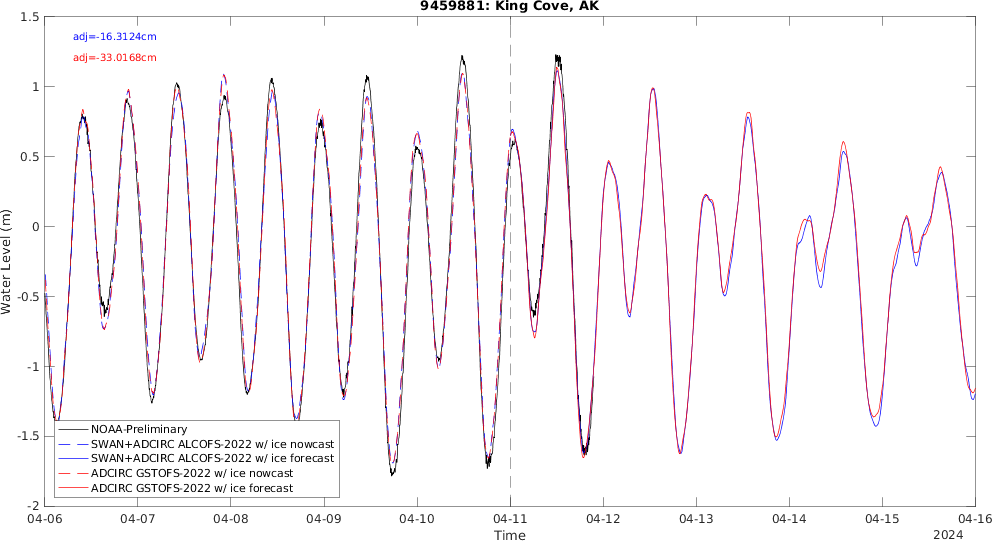 9459881: King Cove, AK
adj=-16.3124cm
adj=-33.0168cm
Water Level (m)
1.5
1
0.5
0
-0.5
-1
-1.5
-2
NOAA-Preliminary
SWAN+ADCIRC ALCOFS-2022 w/ ice nowcast
SWAN+ADCIRC ALCOFS-2022 w/ ice forecast
ADCIRC GSTOFS-2022 w/ ice nowcast
ADCIRC GSTOFS-2022 w/ ice forecast
04-06 04-07 04-08 04-09 04-10 04-11 04-12 04-13 04-14 04-15 04-16
Time
2024